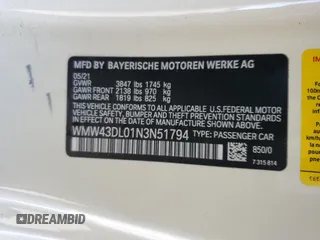 MFD BY BAYERISCHE MOTOREN WERKE AG
05/21
GVWR 3847 lbs 1745 kg
GAWR FRONT 2138 lbs 970 kg
GAWR REAR 1819 lbs 825 kg
THIS VEHICLE CONFORMS TO ALL APPLICABLE
U.S. FEDERAL MOTOR VEHICLE SAFETY, BUMPER
AND THEFT PREVENTION STANDARDS IN EFFECT
ON THE DATE OF MANUFACTURE SHOWN ABOVE.
WMW43DL01N3N51794 TYPE: PASSENGER CAR
850/0
7 315 814
DREAMBID